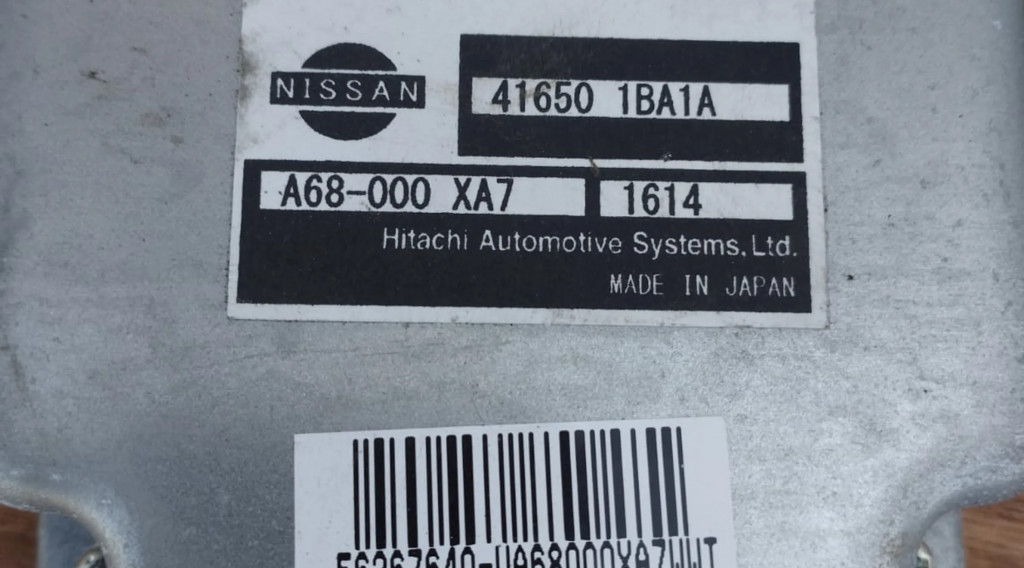 NISSAN
41650 1BA1A
A68-000 XA7
1614
Hitachi Automotive Systems, Ltd.
MADE IN JAPAN